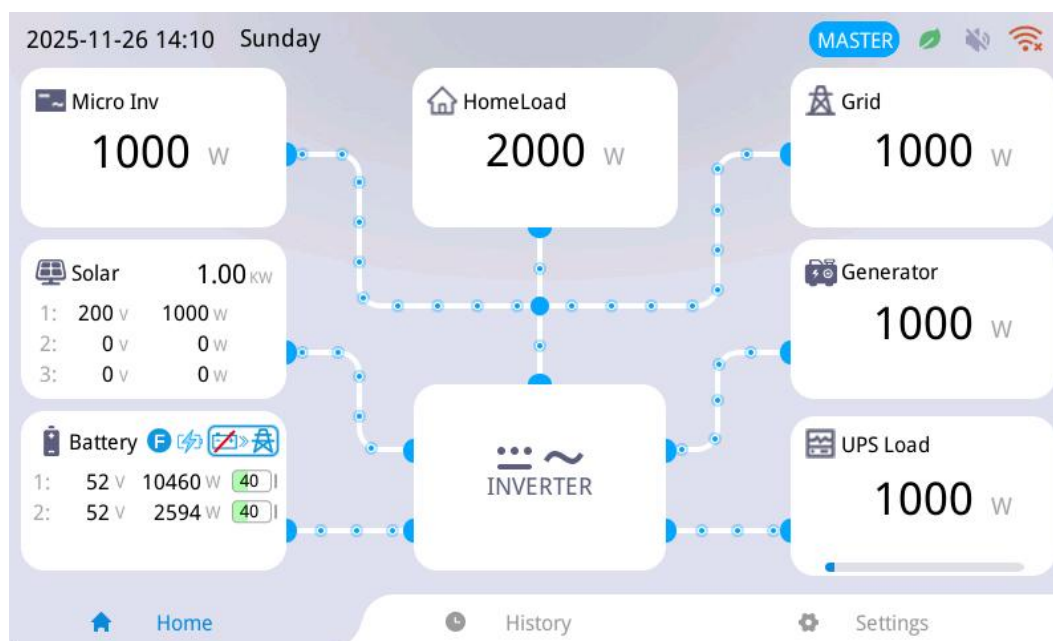 2025-11-26 14:10 Sunday
MASTER
Micro Inv
1000 W
HomeLoad
2000 W
Grid
1000 W
Solar 1.00 KW
1: 200 V 1000 W
2: 0 V 0 W
3: 0 V 0 W
Generator
1000 W
Battery F
1: 52 V 10460 W 40
2: 52 V 2594 W 40
INVERTER
UPS Load
1000 W
Home
History
Settings